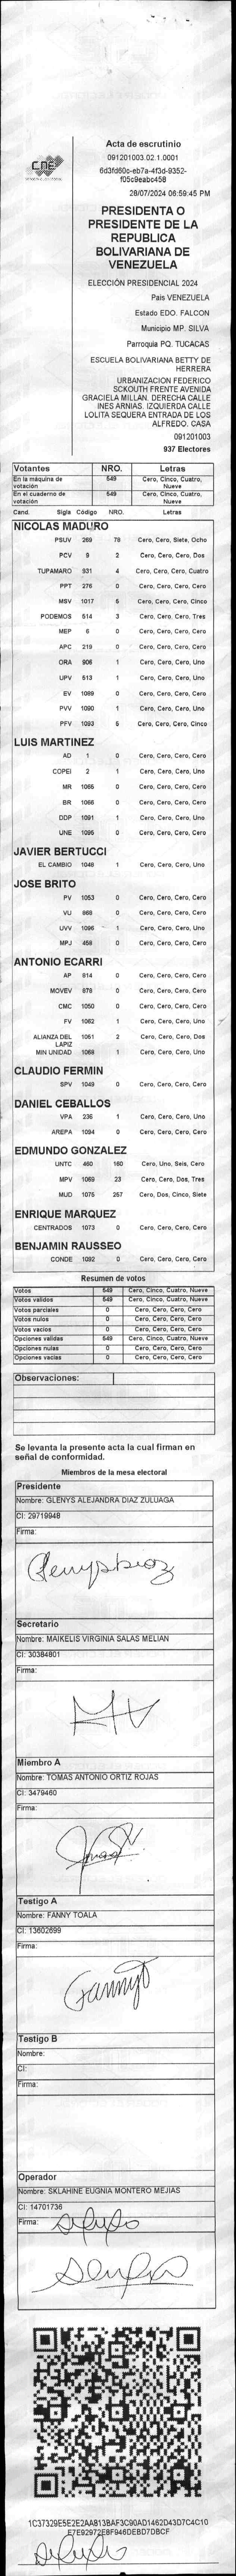 Acta de escrutinio
CNE
091201003.02.1.0001
6d3fd60c-eb7a-4f3d-9352-
f05c9eabc458
28/07/2024 06:59:45 PM
PRESIDENTA O
PRESIDENTE DE LA
REPUBLICA
BOLIVARIANA DE
VENEZUELA
ELECCIÓN PRESIDENCIAL 2024
Pais VENEZUELA
Estado EDO. FALCON
Municipio MP. SILVA
Parroquia PQ. TUCACAS
ESCUELA BOLIVARIANA BETTY DE
HERRERA
URBANIZACION FEDERICO
SCKOUTH FRENTE AVENIDA
GRACIELA MILLÁN. DERECHA CALLE
INES ARNIAS. IZQUIERDA CALLE
LOLITA SEQUERA ENTRADA DE LOS
ALFREDO. CASA
091201003
937 Electores
Votantes NRO. Letras
En la máquina de votación 549 Cero, Cinco, Cuatro, Nueve
En el cuaderno de votación 549 Cero, Cinco, Cuatro, Nueve
Cand. Sigla Código NRO. Letras
NICOLAS MADURO
PSUV 269 78 Cero, Cero, Siete, Ocho
PCV 9 2 Cero, Cero, Cero, Dos
TUPAMARO 931 4 Cero, Cero, Cero, Cuatro
PPT 276 0 Cero, Cero, Cero, Cero
MSV 1017 5 Cero, Cero, Cero, Cinco
PODEMOS 514 3 Cero, Cero, Cero, Tres
MEP 6 0 Cero, Cero, Cero, Cero
APC 219 0 Cero, Cero, Cero, Cero
ORA 906 1 Cero, Cero, Cero, Uno
UPV 513 1 Cero, Cero, Cero, Uno
EV 1089 0 Cero, Cero, Cero, Cero
PVV 1090 1 Cero, Cero, Cero, Uno
PFV 1093 5 Cero, Cero, Cero, Cinco
LUIS MARTINEZ
AD 1 0 Cero, Cero, Cero, Cero
COPEI 2 1 Cero, Cero, Cero, Uno
MR 1055 0 Cero, Cero, Cero, Cero
BR 1066 0 Cero, Cero, Cero, Cero
DDP 1091 1 Cero, Cero, Cero, Uno
UNE 1095 0 Cero, Cero, Cero, Cero
JAVIER BERTUCCI
EL CAMBIO 1048 1 Cero, Cero, Cero, Uno
JOSE BRITO
PV 1053 0 Cero, Cero, Cero, Cero
VU 868 0 Cero, Cero, Cero, Cero
UVV 1096 1 Cero, Cero, Cero, Uno
MPJ 458 0 Cero, Cero, Cero, Cero
ANTONIO ECARRI
AP 814 0 Cero, Cero, Cero, Cero
MOVEV 878 0 Cero, Cero, Cero, Cero
CMC 1050 0 Cero, Cero, Cero, Cero
FV 1062 1 Cero, Cero, Cero, Uno
ALIANZA DEL LAPIZ 1051 2 Cero, Cero, Cero, Dos
MIN UNIDAD 1068 1 Cero, Cero, Cero, Uno
CLAUDIO FERMIN
SPV 1049 0 Cero, Cero, Cero, Cero
DANIEL CEBALLOS
VPA 236 1 Cero, Cero, Cero, Uno
AREPA 1094 0 Cero, Cero, Cero, Cero
EDMUNDO GONZALEZ
UNTC 460 160 Cero, Uno, Seis, Cero
MPV 1069 23 Cero, Cero, Dos, Tres
MUD 1075 257 Cero, Dos, Cinco, Siete
ENRIQUE MARQUEZ
CENTRADOS 1073 0 Cero, Cero, Cero, Cero
BENJAMIN RAUSSEO
CONDE 1092 0 Cero, Cero, Cero, Cero
Resumen de votos
Votos 549 Cero, Cinco, Cuatro, Nueve
Votos validos 549 Cero, Cinco, Cuatro, Nueve
Votos parciales 0 Cero, Cero, Cero, Cero
Votos nulos 0 Cero, Cero, Cero, Cero
Votos vacíos 0 Cero, Cero, Cero, Cero
Opciones validas 549 Cero, Cinco, Cuatro, Nueve
Opciones nulas 0 Cero, Cero, Cero, Cero
Opciones vacias 0 Cero, Cero, Cero, Cero
Observaciones:
Se levanta la presente acta la cual firman en
señal de conformidad.
Miembros de la mesa electoral
Presidente
Nombre: GLENYS ALEJANDRA DIAZ ZULUAGA
CI: 29719948
Firma:
Glenys Diaz
Secretario
Nombre: MAIKELIS VIRGINIA SALAS MELIAN
CI: 30384801
Firma:
Miembro A
Nombre: TOMAS ANTONIO ORTIZ ROJAS
CI: 3479460
Firma:
Testigo A
Nombre: FANNY TOALA
CI: 13602699
Firma:
FannyT
Testigo B
Nombre:
CI:
Firma:
Operador
Nombre: SKLAHINE EUGNIA MONTERO MEJIAS
CI: 14701736
Firma:
1C37329E5E2E2AA813BAF3C90AD1462D43D7C4C10
E7E92972E8F946DEBD7DBCF